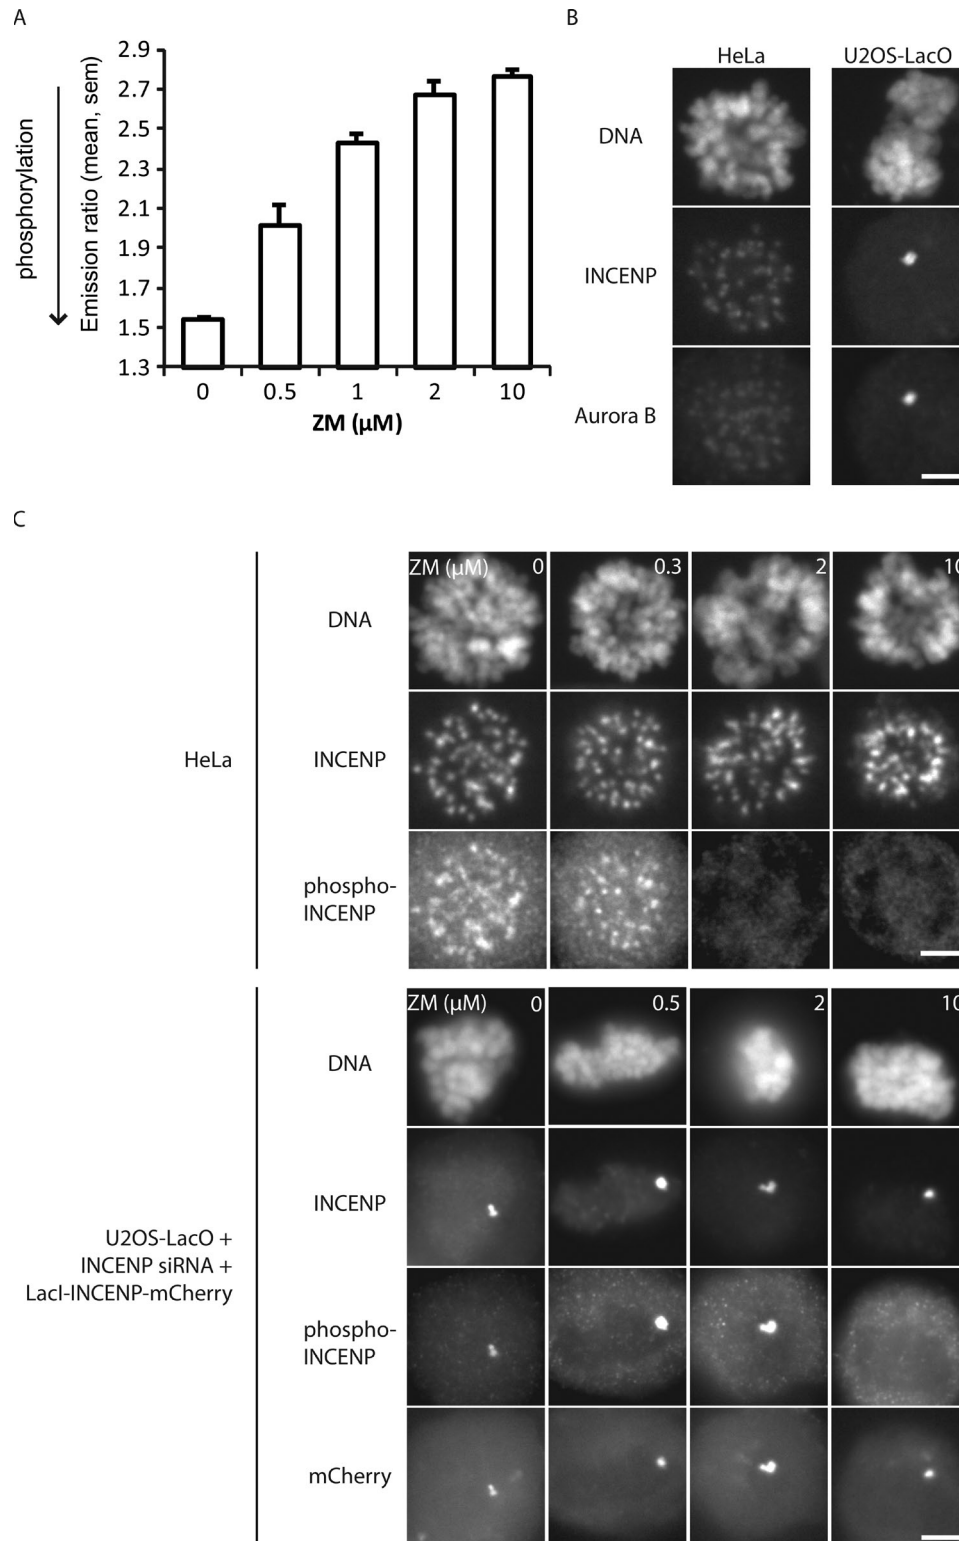 A
phosphorylation
Emission ratio (mean, sem)
2.9
2.7
2.5
2.3
2.1
1.9
1.7
1.5
1.3
0
0.5
1
2
10
ZM (µM)
B
HeLa
U2OS-LacO
DNA
INCENP
Aurora B
C
HeLa
ZM (µM)
0
0.3
2
10
DNA
INCENP
phospho-
INCENP
U2OS-LacO +
INCENP siRNA +
LacI-INCENP-mCherry
ZM (µM)
0
0.5
2
10
DNA
INCENP
phospho-
INCENP
mCherry